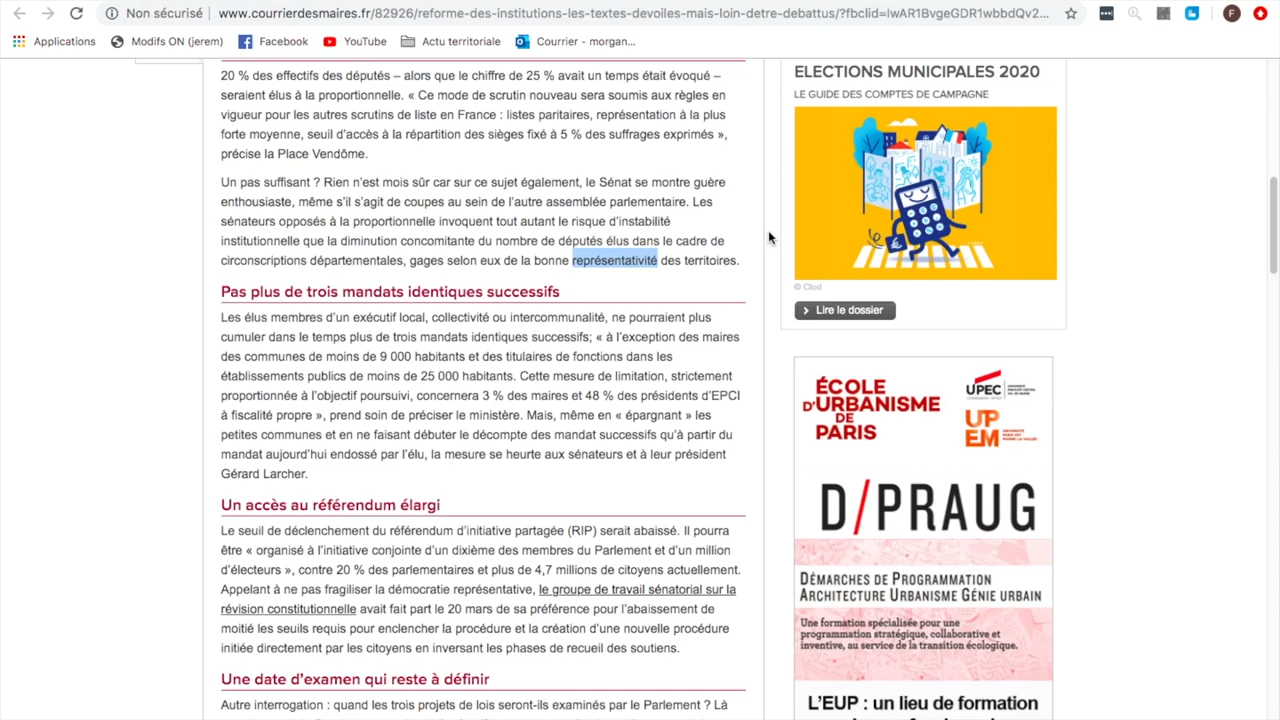 Non sécurisé
www.courrierdesmaires.fr/82926/reforme-des-institutions-les-textes-devoiles-mais-loin-detre-debattus/?fbclid=IwAR1BvgeGDR1wbbdQv2...
F
Applications
Modifs ON (jerem)
Facebook
YouTube
Actu territoriale
Courrier - morgan...
20 % des effectifs des députés – alors que le chiffre de 25 % avait un temps était évoqué –
seraient élus à la proportionnelle. « Ce mode de scrutin nouveau sera soumis aux règles en
vigueur pour les autres scrutins de liste en France : listes paritaires, représentation à la plus
forte moyenne, seuil d'accès à la répartition des sièges fixé à 5 % des suffrages exprimés »,
précise la Place Vendôme.
Un pas suffisant ? Rien n'est mois sûr car sur ce sujet également, le Sénat se montre guère
enthousiaste, même s'il s'agit de coupes au sein de l'autre assemblée parlementaire. Les
sénateurs opposés à la proportionnelle invoquent tout autant le risque d'instabilité
institutionnelle que la diminution concomitante du nombre de députés élus dans le cadre de
circonscriptions départementales, gages selon eux de la bonne représentativité des territoires.
Pas plus de trois mandats identiques successifs
Les élus membres d'un exécutif local, collectivité ou intercommunalité, ne pourraient plus
cumuler dans le temps plus de trois mandats identiques successifs; « à l'exception des maires
des communes de moins de 9 000 habitants et des titulaires de fonctions dans les
établissements publics de moins de 25 000 habitants. Cette mesure de limitation, strictement
proportionnée à l'objectif poursuivi, concernera 3 % des maires et 48 % des présidents d'EPCI
à fiscalité propre », prend soin de préciser le ministère. Mais, même en « épargnant » les
petites communes et en ne faisant débuter le décompte des mandat successifs qu'à partir du
mandat aujourd'hui endossé par l'élu, la mesure se heurte aux sénateurs et à leur président
Gérard Larcher.
Un accès au référendum élargi
Le seuil de déclenchement du référendum d'initiative partagée (RIP) serait abaissé. Il pourra
être « organisé à l'initiative conjointe d'un dixième des membres du Parlement et d'un million
d'électeurs », contre 20 % des parlementaires et plus de 4,7 millions de citoyens actuellement.
Appelant à ne pas fragiliser la démocratie représentative, le groupe de travail sénatorial sur la
révision constitutionnelle avait fait part le 20 mars de sa préférence pour l'abaissement de
moitié les seuils requis pour enclencher la procédure et la création d'une nouvelle procédure
initiée directement par les citoyens en inversant les phases de recueil des soutiens.
Une date d'examen qui reste à définir
Autre interrogation : quand les trois projets de lois seront-ils examinés par le Parlement ? Là
ELECTIONS MUNICIPALES 2020
LE GUIDE DES COMPTES DE CAMPAGNE
€
© Clod
Lire le dossier
ÉCOLE
D'URBANISME
DE
PARIS
UPEC
UP
EM
D/PRAUG
DÉMARCHES DE PROGRAMMATION
ARCHITECTURE URBANISME GÉNIE URBAIN
Une formation spécialisée pour une
programmation stratégique, collaborative et
inventive, au service de la transition écologique.
L'EUP : un lieu de formation